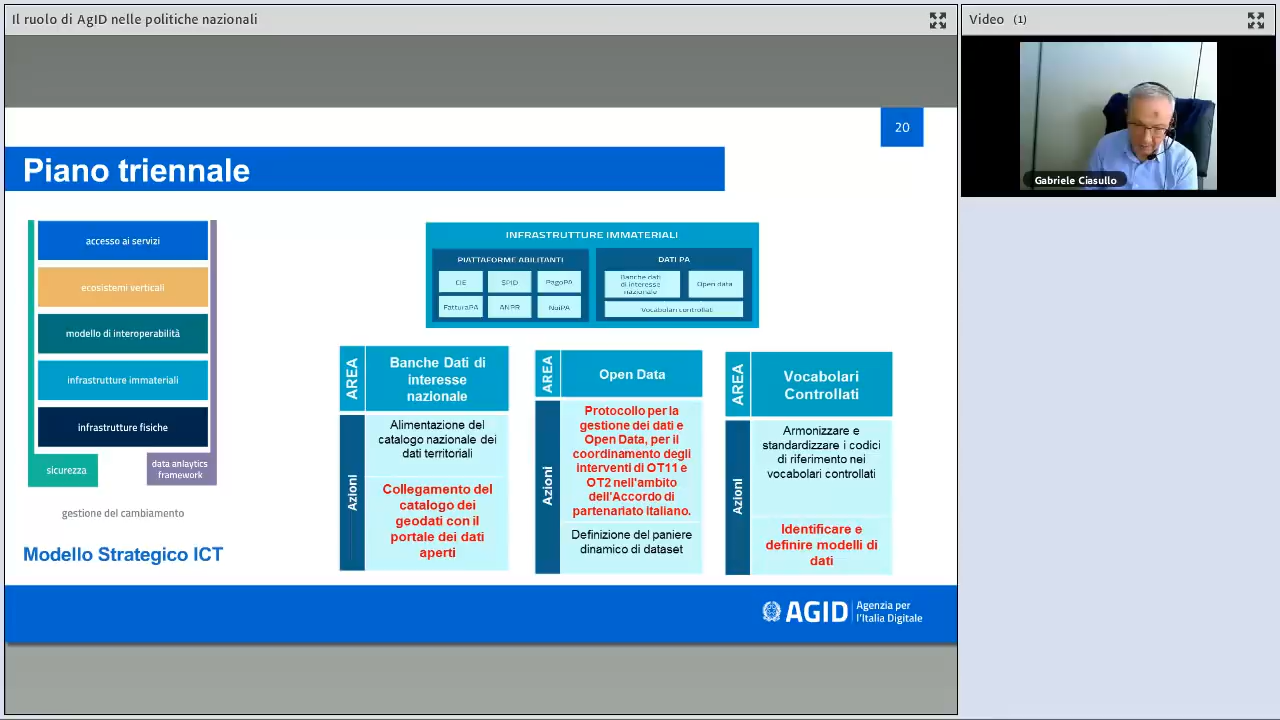 Il ruolo di AgID nelle politiche nazionali
Video (1)
Gabriele Ciasullo
20
Piano triennale
accesso ai servizi
ecosistemi verticali
modello di interoperabilità
infrastrutture immateriali
infrastrutture fisiche
sicurezza
data anlaytics
framework
gestione del cambiamento
Modello Strategico ICT
INFRASTRUTTURE IMMATERIALI
PIATTAFORME ABILITANTI
CIE
SPID
PagoPA
FatturaPA
ANPR
NoiPA
DATI PA
Banche dati
di interesse
nazionale
Open data
Vocabolari controllati
AREA
Banche Dati di
interesse
nazionale
Azioni
Alimentazione del
catalogo nazionale dei
dati territoriali
Collegamento del
catalogo dei
geodati con il
portale dei dati
aperti
AREA
Open Data
Azioni
Protocollo per la
gestione dei dati e
Open Data, per il
coordinamento degli
interventi di OT11 e
OT2 nell'ambito
dell'Accordo di
partenariato Italiano.
Definizione del paniere
dinamico di dataset
AREA
Vocabolari
Controllati
Azioni
Armonizzare e
standardizzare i codici
di riferimento nei
vocabolari controllati
Identificare e
definire modelli di
dati
AGID
Agenzia per
l'Italia Digitale